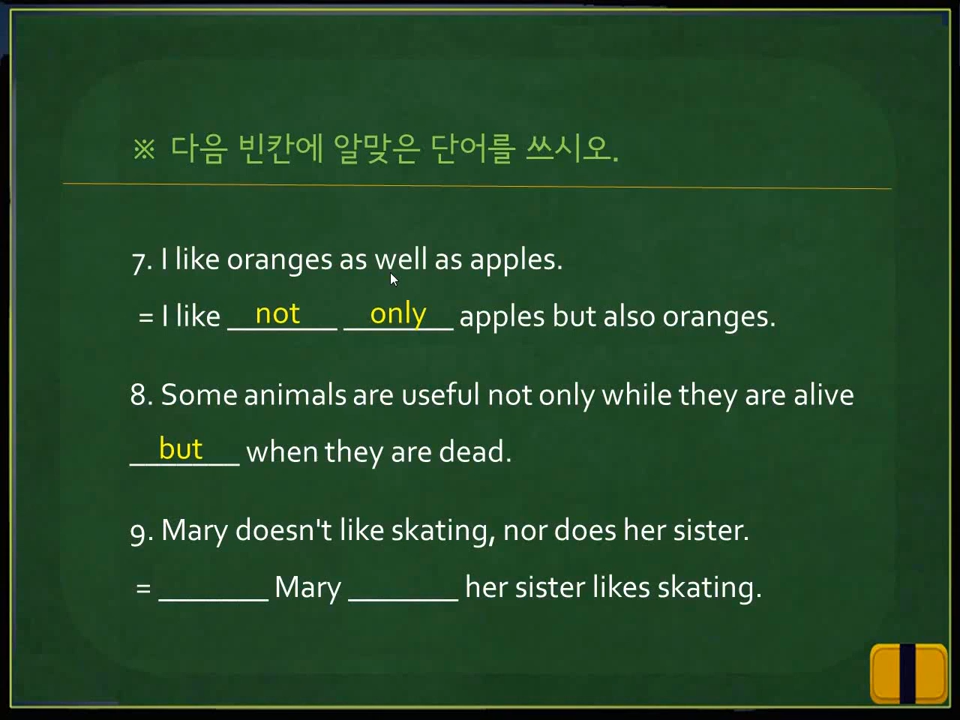 ※ 다음 빈칸에 알맞은 단어를 쓰시오.
7. I like oranges as well as apples.
= I like not only apples but also oranges.
8. Some animals are useful not only while they are alive
but when they are dead.
9. Mary doesn't like skating, nor does her sister.
= _______ Mary _______ her sister likes skating.